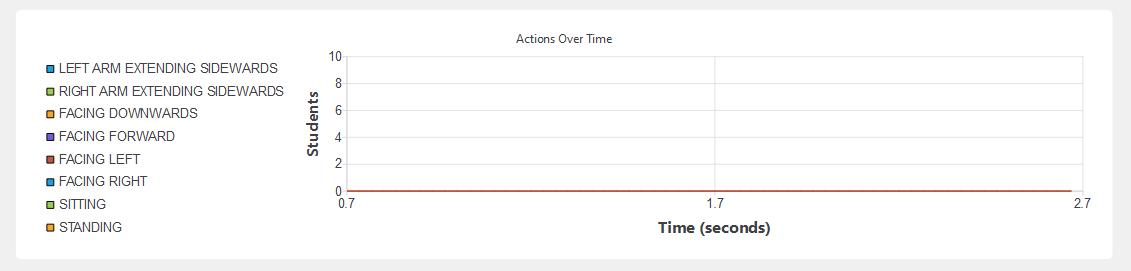 Actions Over Time
LEFT ARM EXTENDING SIDEWARDS
RIGHT ARM EXTENDING SIDEWARDS
FACING DOWNWARDS
FACING FORWARD
FACING LEFT
FACING RIGHT
SITTING
STANDING
Students
10
8
6
4
2
0
0.7 1.7 2.7
Time (seconds)